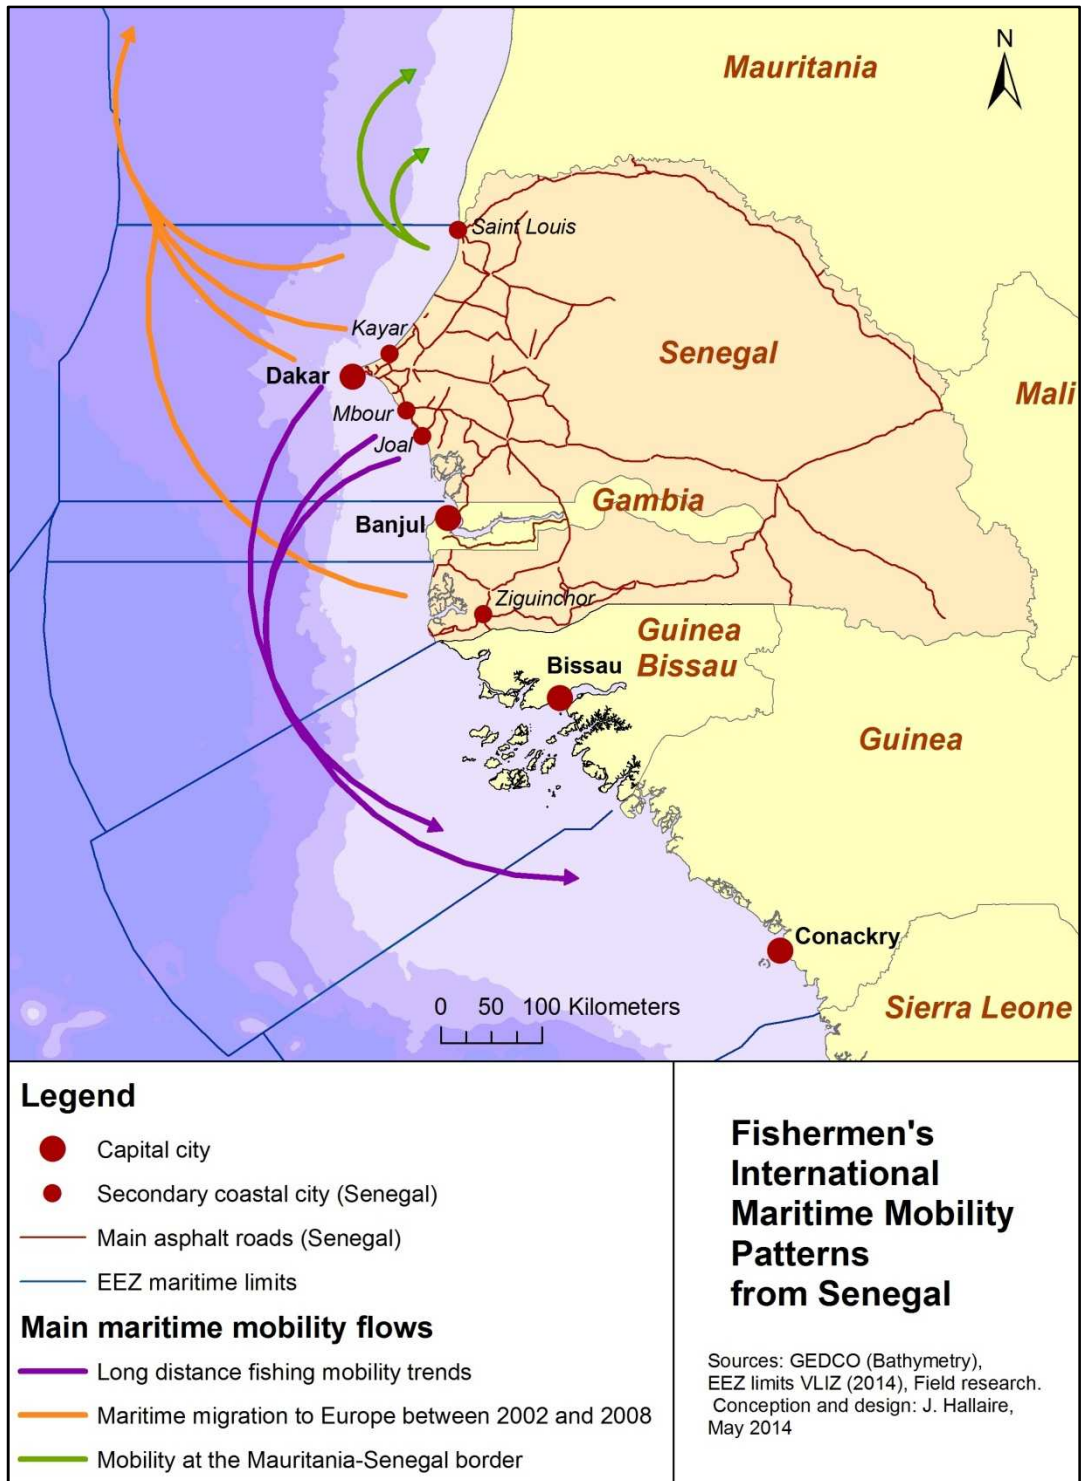 N
Mauritania
Saint Louis
Kayar
Senegal
Dakar
Mali
Mbour
Joal
Gambia
Banjul
Ziguinchor
Guinea
Bissau
Bissau
Guinea
Conackry
0 50 100 Kilometers
Sierra Leone
Legend
Capital city
Secondary coastal city (Senegal)
Main asphalt roads (Senegal)
EEZ maritime limits
Main maritime mobility flows
Long distance fishing mobility trends
Maritime migration to Europe between 2002 and 2008
Mobility at the Mauritania-Senegal border
Fishermen's
International
Maritime Mobility
Patterns
from Senegal
Sources: GEDCO (Bathymetry),
EEZ limits VLIZ (2014), Field research.
Conception and design: J. Hallaire,
May 2014